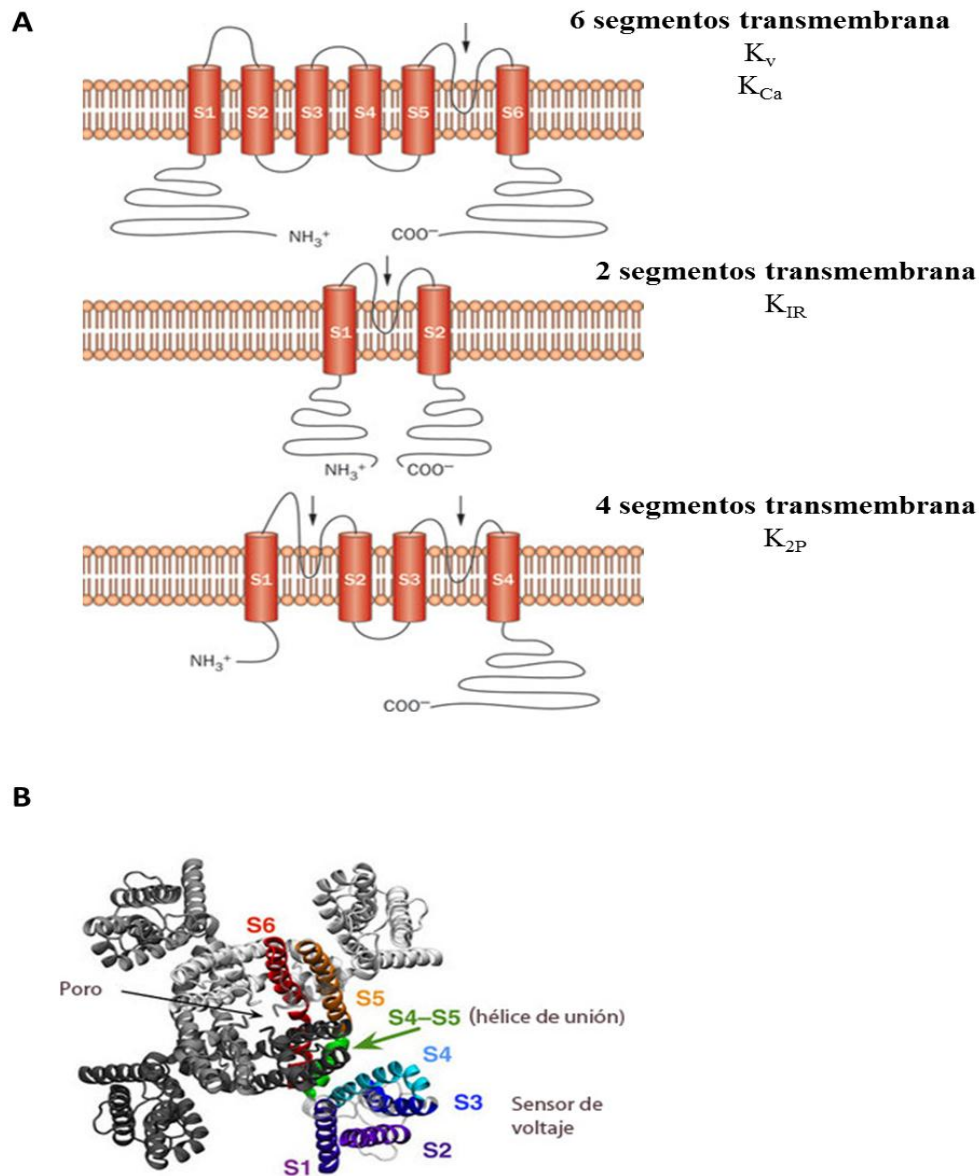 A
6 segmentos transmembrana
Kv
KCa
S1 S2 S3 S4 S5 S6
NH3+ COO−
2 segmentos transmembrana
KIR
S1 S2
NH3+ COO−
4 segmentos transmembrana
K2P
S1 S2 S3 S4
NH3+
COO−
B
S6
Poro
S5
S4–S5 (hélice de unión)
S4
S3
Sensor de
voltaje
S2
S1